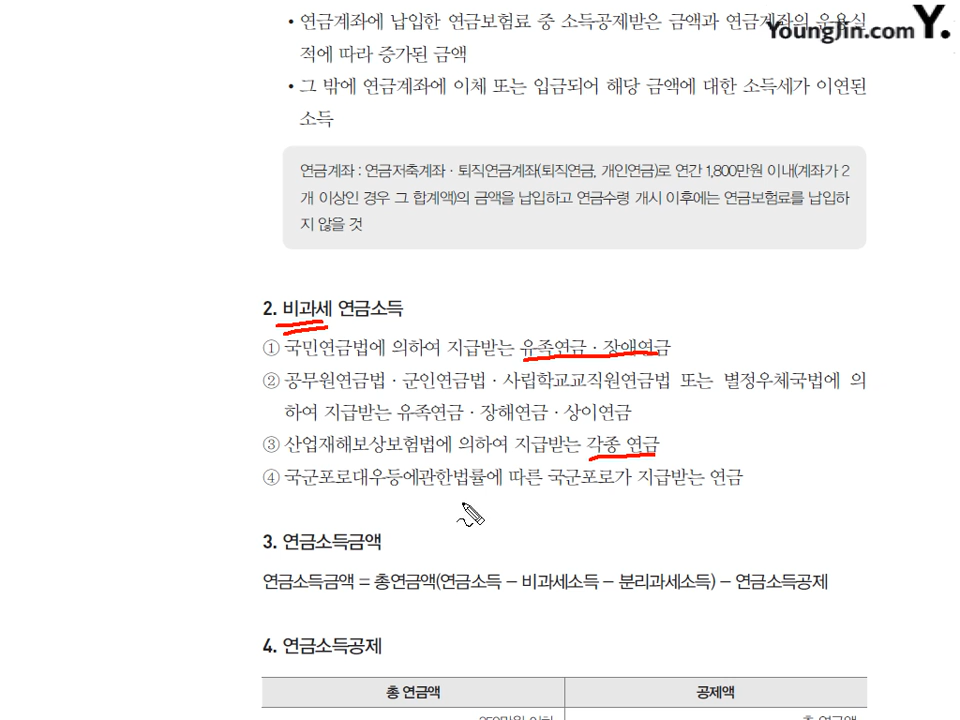 • 연금계좌에 납입한 연금보험료 중 소득공제받은 금액과 연금계좌의 운용실
YoungJin.com Y.
적에 따라 증가된 금액
• 그 밖에 연금계좌에 이체 또는 입금되어 해당 금액에 대한 소득세가 이연된
소득
연금계좌 : 연금저축계좌 · 퇴직연금계좌(퇴직연금, 개인연금)로 연간 1,800만원 이내(계좌가 2
개 이상인 경우 그 합계액)의 금액을 납입하고 연금수령 개시 이후에는 연금보험료를 납입하
지 않을 것
2. 비과세 연금소득
① 국민연금법에 의하여 지급받는 유족연금 · 장애연금
② 공무원연금법 · 군인연금법 · 사립학교교직원연금법 또는 별정우체국법에 의
하여 지급받는 유족연금 · 장해연금 · 상이연금
③ 산업재해보상보험법에 의하여 지급받는 각종 연금
④ 국군포로대우등에관한법률에 따른 국군포로가 지급받는 연금
3. 연금소득금액
연금소득금액 = 총연금액(연금소득 – 비과세소득 – 분리과세소득) – 연금소득공제
4. 연금소득공제
총 연금액 공제액